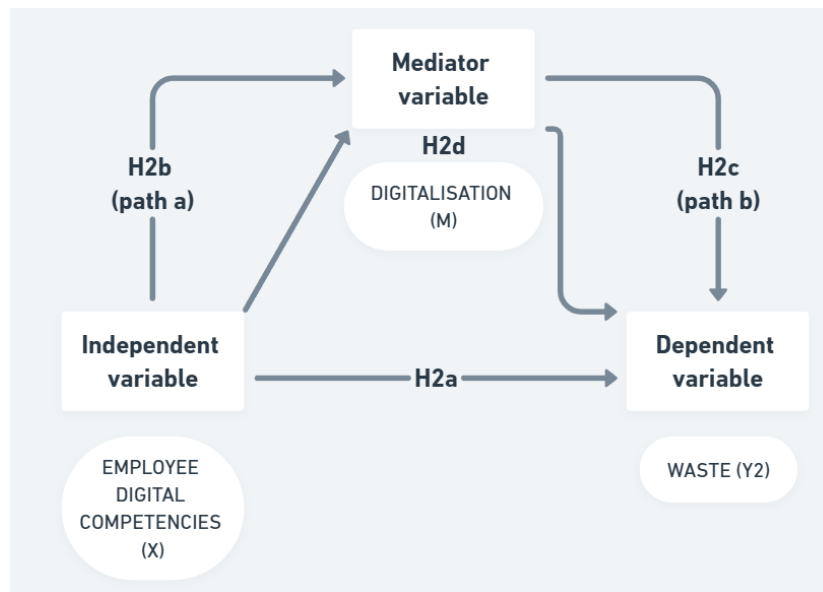 Mediator
variable
H2d
DIGITALISATION
(M)
H2b
(path a)
H2c
(path b)
Independent
variable
H2a
Dependent
variable
EMPLOYEE
DIGITAL
COMPETENCIES
(X)
WASTE (Y2)